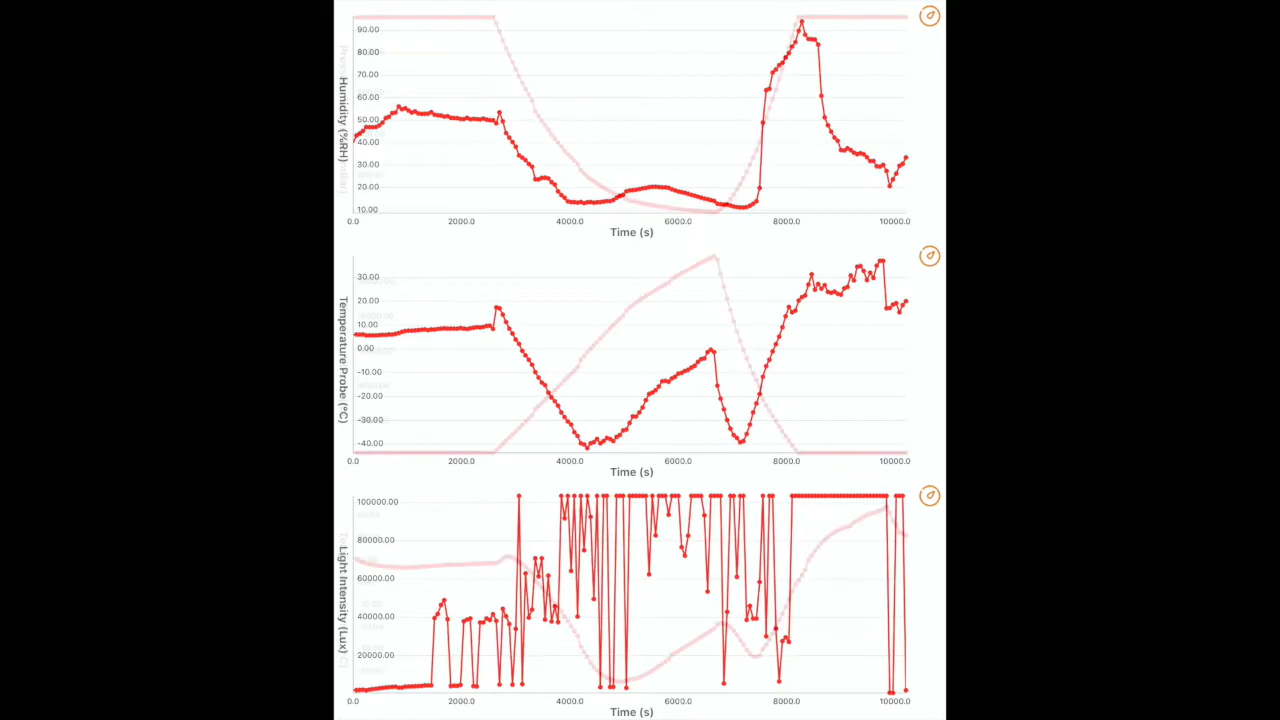 Humidity (%RH)
90.00
80.00
70.00
60.00
50.00
40.00
30.00
20.00
10.00
0.0 2000.0 4000.0 6000.0 8000.0 10000.0
Time (s)
Temperature Probe (°C)
30.00
20.00
10.00
0.00
-10.00
-20.00
-30.00
-40.00
0.0 2000.0 4000.0 6000.0 8000.0 10000.0
Time (s)
Light Intensity (Lux)
100000.00
80000.00
60000.00
40000.00
20000.00
0.0 2000.0 4000.0 6000.0 8000.0 10000.0
Time (s)